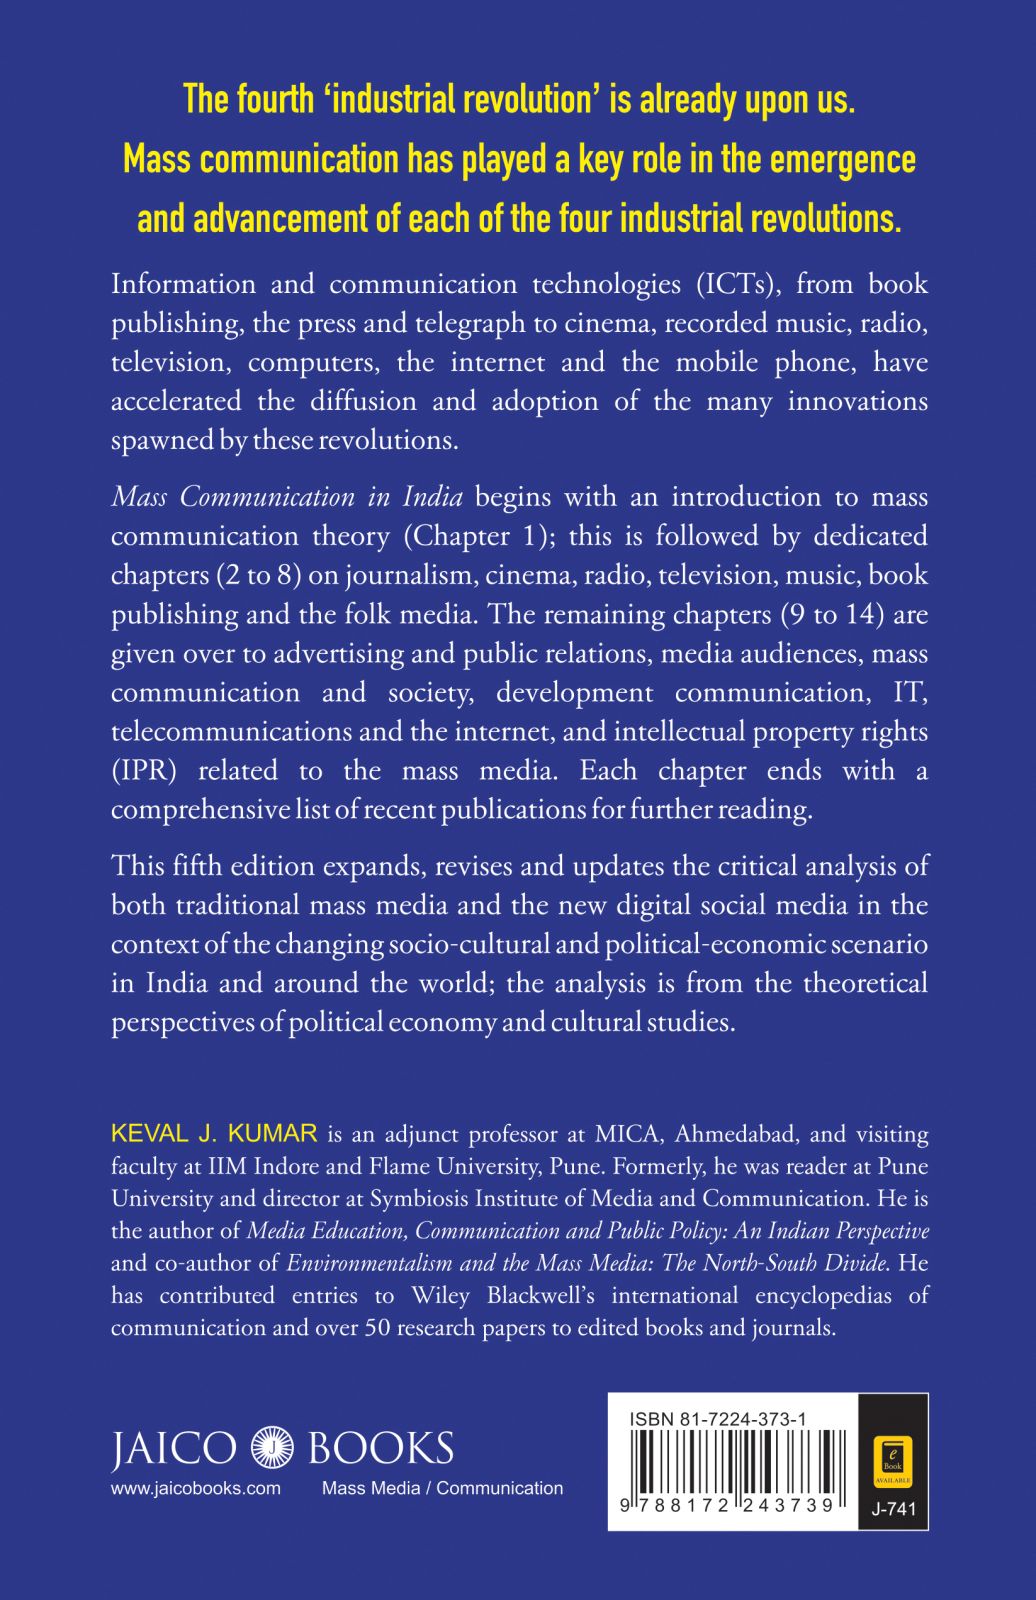 The fourth ‘industrial revolution’ is already upon us.
Mass communication has played a key role in the emergence
and advancement of each of the four industrial revolutions.
Information and communication technologies (ICTs), from book
publishing, the press and telegraph to cinema, recorded music, radio,
television, computers, the internet and the mobile phone, have
accelerated the diffusion and adoption of the many innovations
spawned by these revolutions.
Mass Communication in India begins with an introduction to mass
communication theory (Chapter 1); this is followed by dedicated
chapters (2 to 8) on journalism, cinema, radio, television, music, book
publishing and the folk media. The remaining chapters (9 to 14) are
given over to advertising and public relations, media audiences, mass
communication and society, development communication, IT,
telecommunications and the internet, and intellectual property rights
(IPR) related to the mass media. Each chapter ends with a
comprehensive list of recent publications for further reading.
This fifth edition expands, revises and updates the critical analysis of
both traditional mass media and the new digital social media in the
context of the changing socio-cultural and political-economic scenario
in India and around the world; the analysis is from the theoretical
perspectives of political economy and cultural studies.
KEVAL J. KUMAR is an adjunct professor at MICA, Ahmedabad, and visiting
faculty at IIM Indore and Flame University, Pune. Formerly, he was reader at Pune
University and director at Symbiosis Institute of Media and Communication. He is
the author of Media Education, Communication and Public Policy: An Indian Perspective
and co-author of Environmentalism and the Mass Media: The North-South Divide. He
has contributed entries to Wiley Blackwell’s international encyclopedias of
communication and over 50 research papers to edited books and journals.
JAICO J BOOKS
www.jaicobooks.com Mass Media / Communication
ISBN 81-7224-373-1
9 788172 243739
e
Book
AVAILABLE
J-741